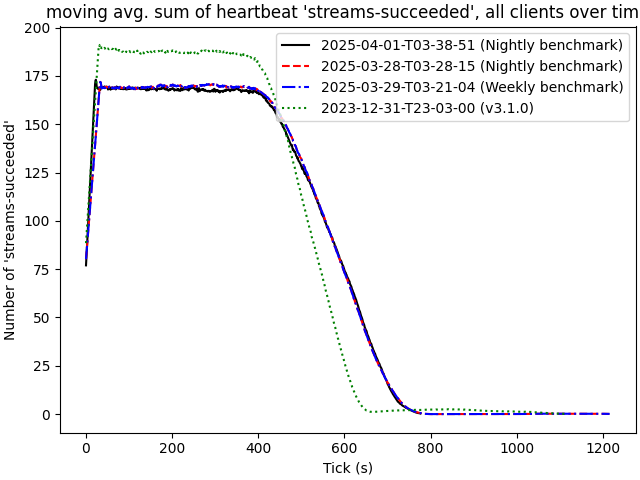 moving avg. sum of heartbeat 'streams-succeeded', all clients over tim
Number of 'streams-succeeded'
200
175
150
125
100
75
50
25
0
2025-04-01-T03-38-51 (Nightly benchmark)
2025-03-28-T03-28-15 (Nightly benchmark)
2025-03-29-T03-21-04 (Weekly benchmark)
2023-12-31-T23-03-00 (v3.1.0)
0 200 400 600 800 1000 1200
Tick (s)